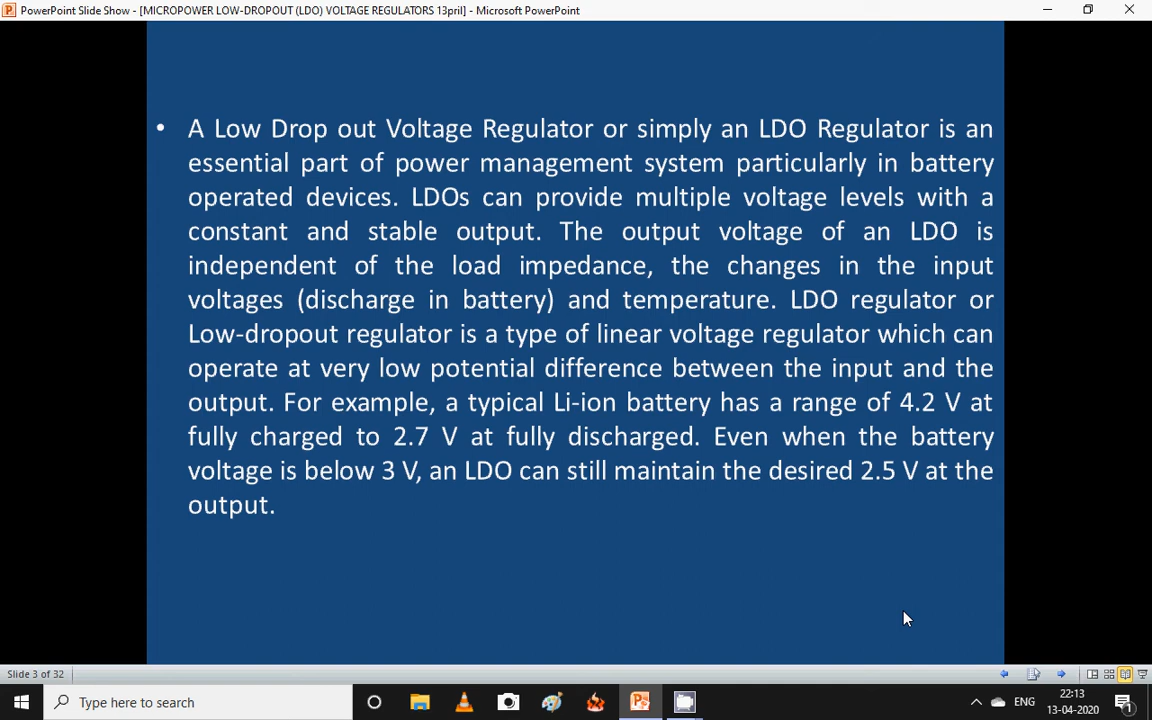 PowerPoint Slide Show - [MICROPOWER LOW-DROPOUT (LDO) VOLTAGE REGULATORS 13pril] - Microsoft PowerPoint
• A Low Drop out Voltage Regulator or simply an LDO Regulator is an
essential part of power management system particularly in battery
operated devices. LDOs can provide multiple voltage levels with a
constant and stable output. The output voltage of an LDO is
independent of the load impedance, the changes in the input
voltages (discharge in battery) and temperature. LDO regulator or
Low-dropout regulator is a type of linear voltage regulator which can
operate at very low potential difference between the input and the
output. For example, a typical Li-ion battery has a range of 4.2 V at
fully charged to 2.7 V at fully discharged. Even when the battery
voltage is below 3 V, an LDO can still maintain the desired 2.5 V at the
output.
Slide 3 of 32
Type here to search
ENG
22:13
13-04-2020
1